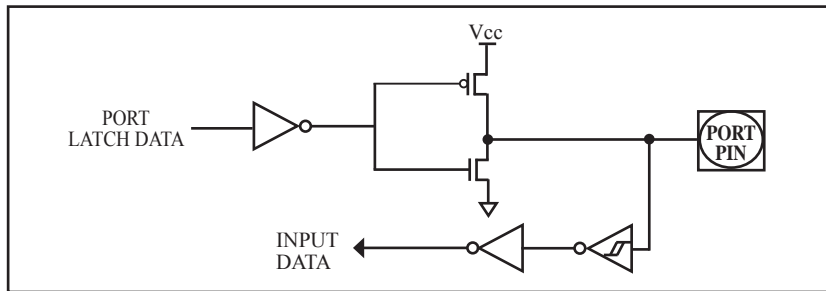 Vcc
PORT
LATCH DATA
PORT
PIN
INPUT
DATA